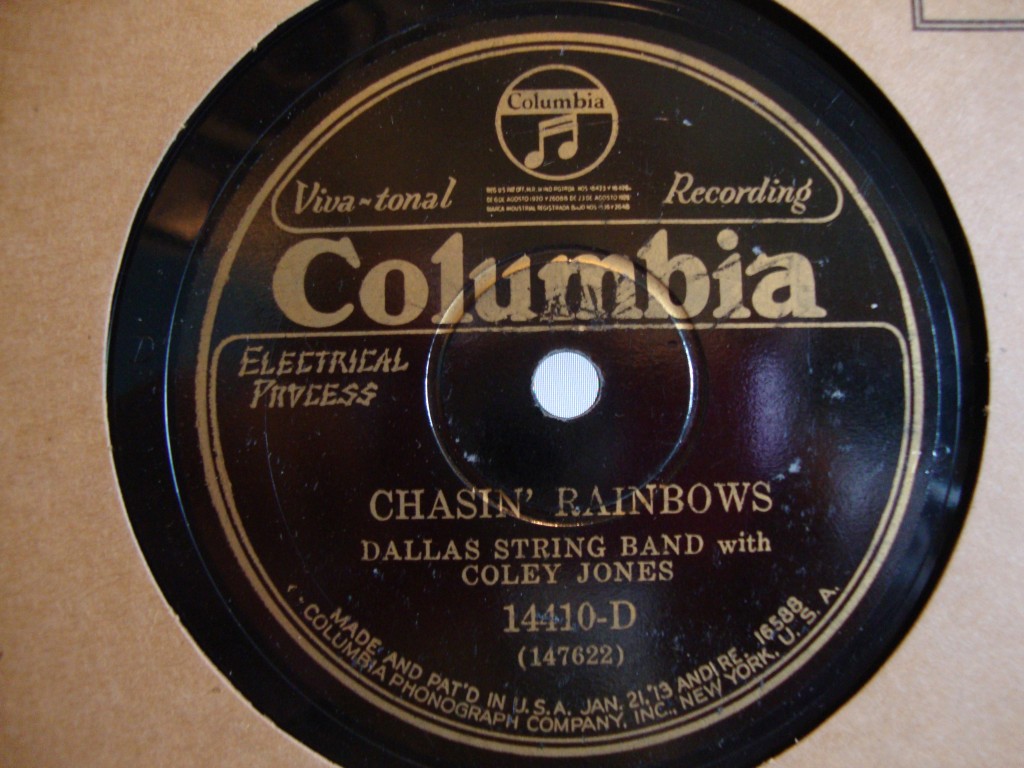 Columbia
Viva-tonal
Recording
Columbia
ELECTRICAL
PROCESS
CHASIN' RAINBOWS
DALLAS STRING BAND with
COLEY JONES
14410-D
(147622)
MADE AND PAT'D IN U.S.A. JAN. 21,'13 AND RE. 16588
COLUMBIA PHONOGRAPH COMPANY, INC., NEW YORK, U. S. A.